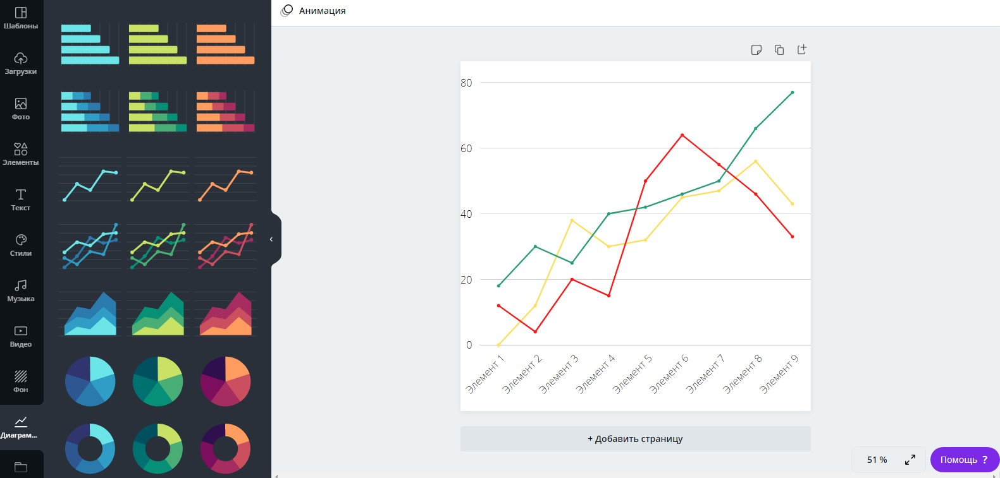 Шаблоны
Загрузки
Фото
Элементы
Текст
Стили
Музыка
Видео
Фон
Диаграм...
Анимация
80
60
40
20
0
Элемент 1
Элемент 2
Элемент 3
Элемент 4
Элемент 5
Элемент 6
Элемент 7
Элемент 8
Элемент 9
+ Добавить страницу
51 %
Помощь ?